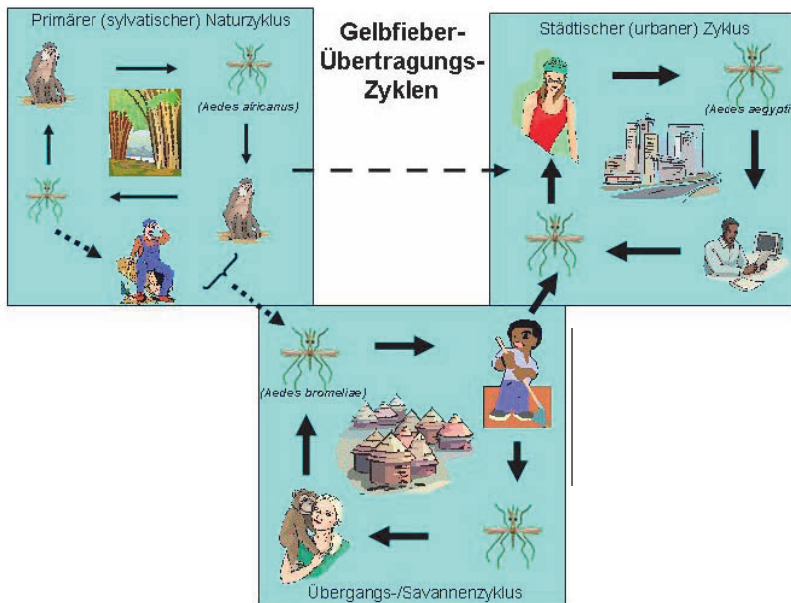 Primärer (sylvatischer) Naturzyklus
(Aedes africanus)
Gelbfieber-
Übertragungs-
Zyklen
Städtischer (urbaner) Zyklus
(Aedes aegypti
(Aedes bromeliae)
Übergangs-/Savannenzyklus